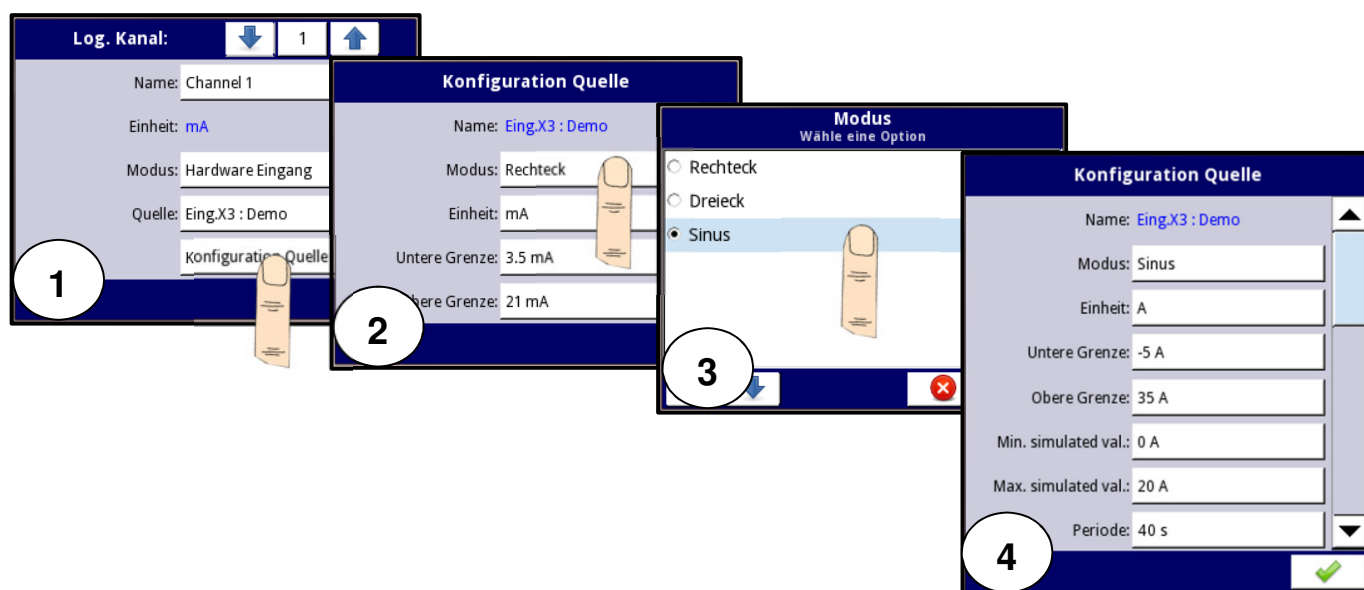 Log. Kanal: 1
Name: Channel 1
Einheit: mA
Modus: Hardware Eingang
Quelle: Eing.X3 : Demo
Konfiguration Quelle
1
Konfiguration Quelle
Name: Eing.X3 : Demo
Modus: Rechteck
Einheit: mA
Untere Grenze: 3.5 mA
bere Grenze: 21 mA
2
Modus
Wähle eine Option
Rechteck
Dreieck
Sinus
3
Konfiguration Quelle
Name: Eing.X3 : Demo
Modus: Sinus
Einheit: A
Untere Grenze: -5 A
Obere Grenze: 35 A
Min. simulated val.: 0 A
Max. simulated val.: 20 A
Periode: 40 s
4